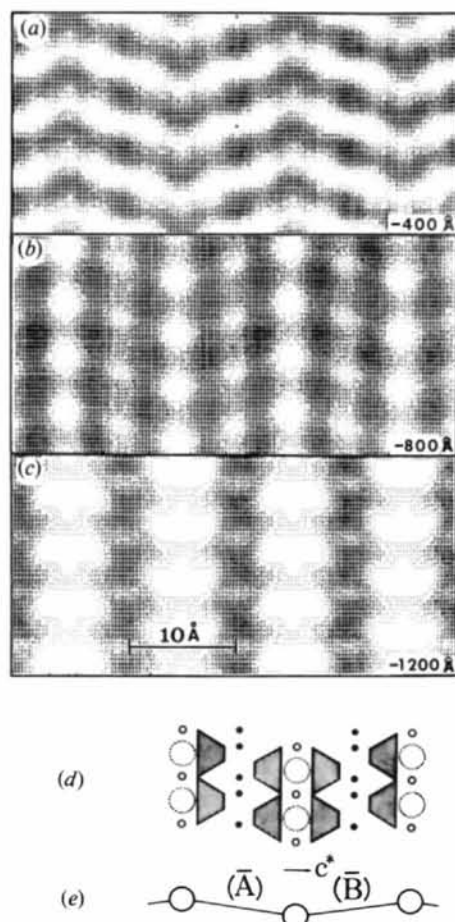 (a)
-400 Å
(b)
-800 Å
(c)
10 Å
-1200 Å
(d)
— c*
(Ā) (B̄)
(e)